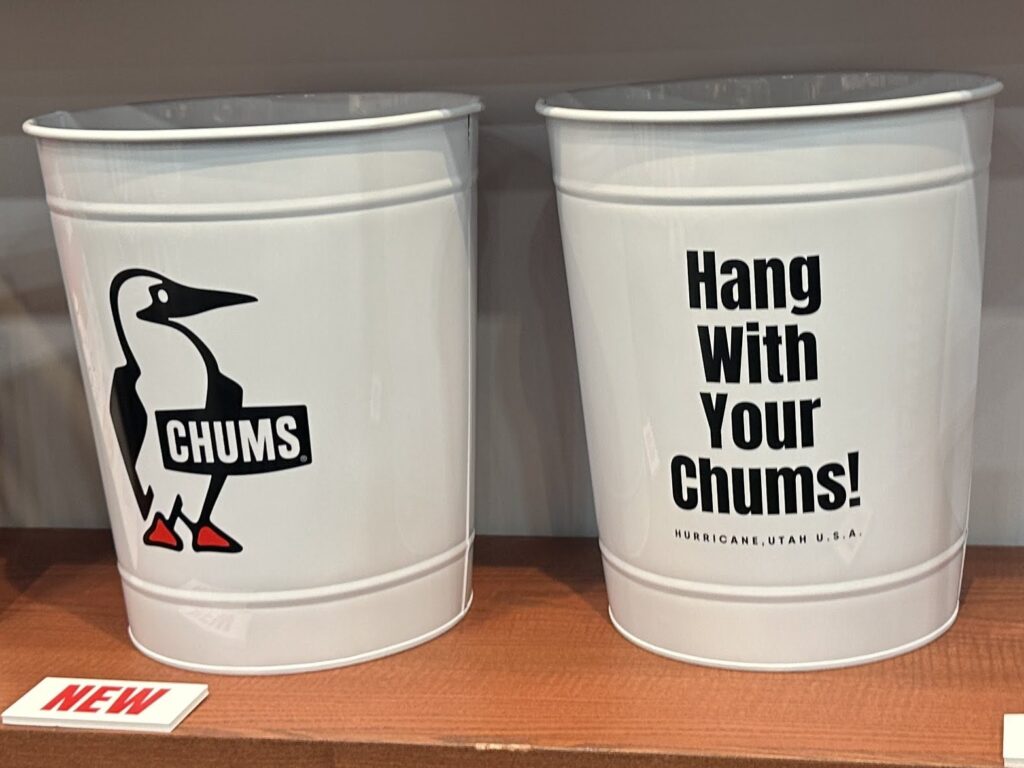 CHUMS®
Hang
With
Your
Chums!
HURRICANE, UTAH U.S.A.
NEW